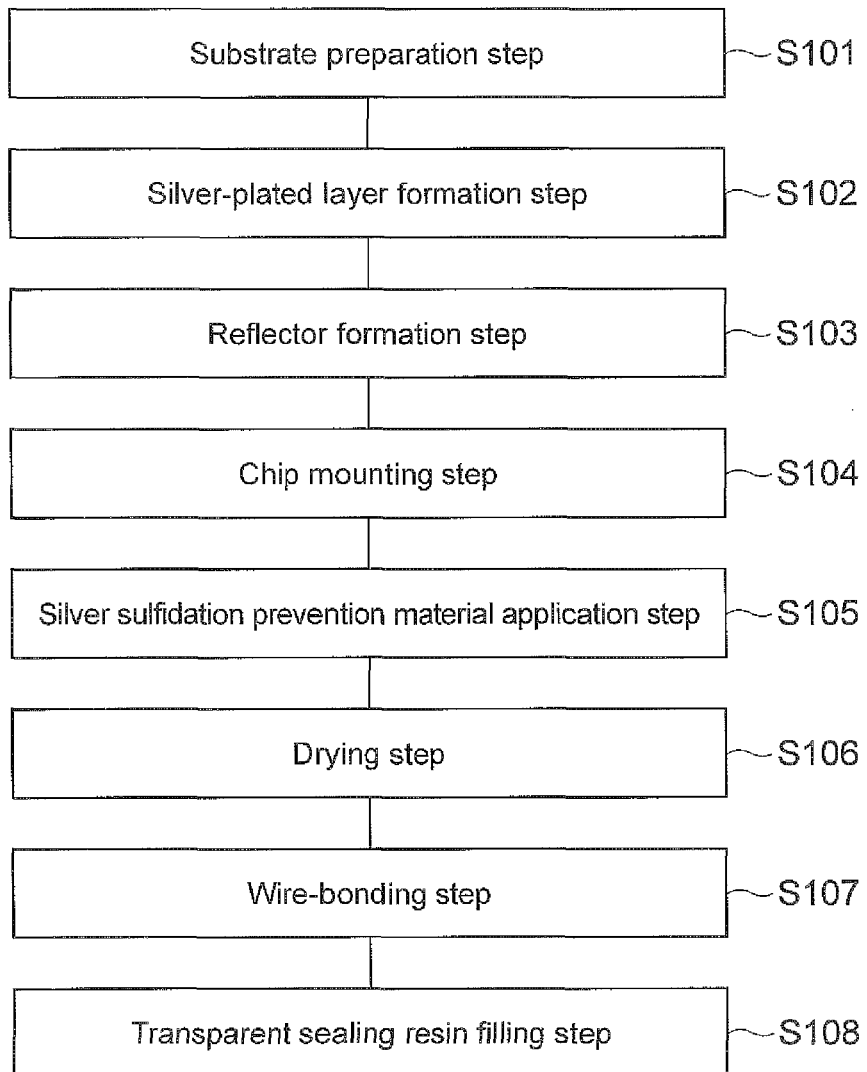 Substrate preparation step S101
Silver-plated layer formation step S102
Reflector formation step S103
Chip mounting step S104
Silver sulfidation prevention material application step S105
Drying step S106
Wire-bonding step S107
Transparent sealing resin filling step S108